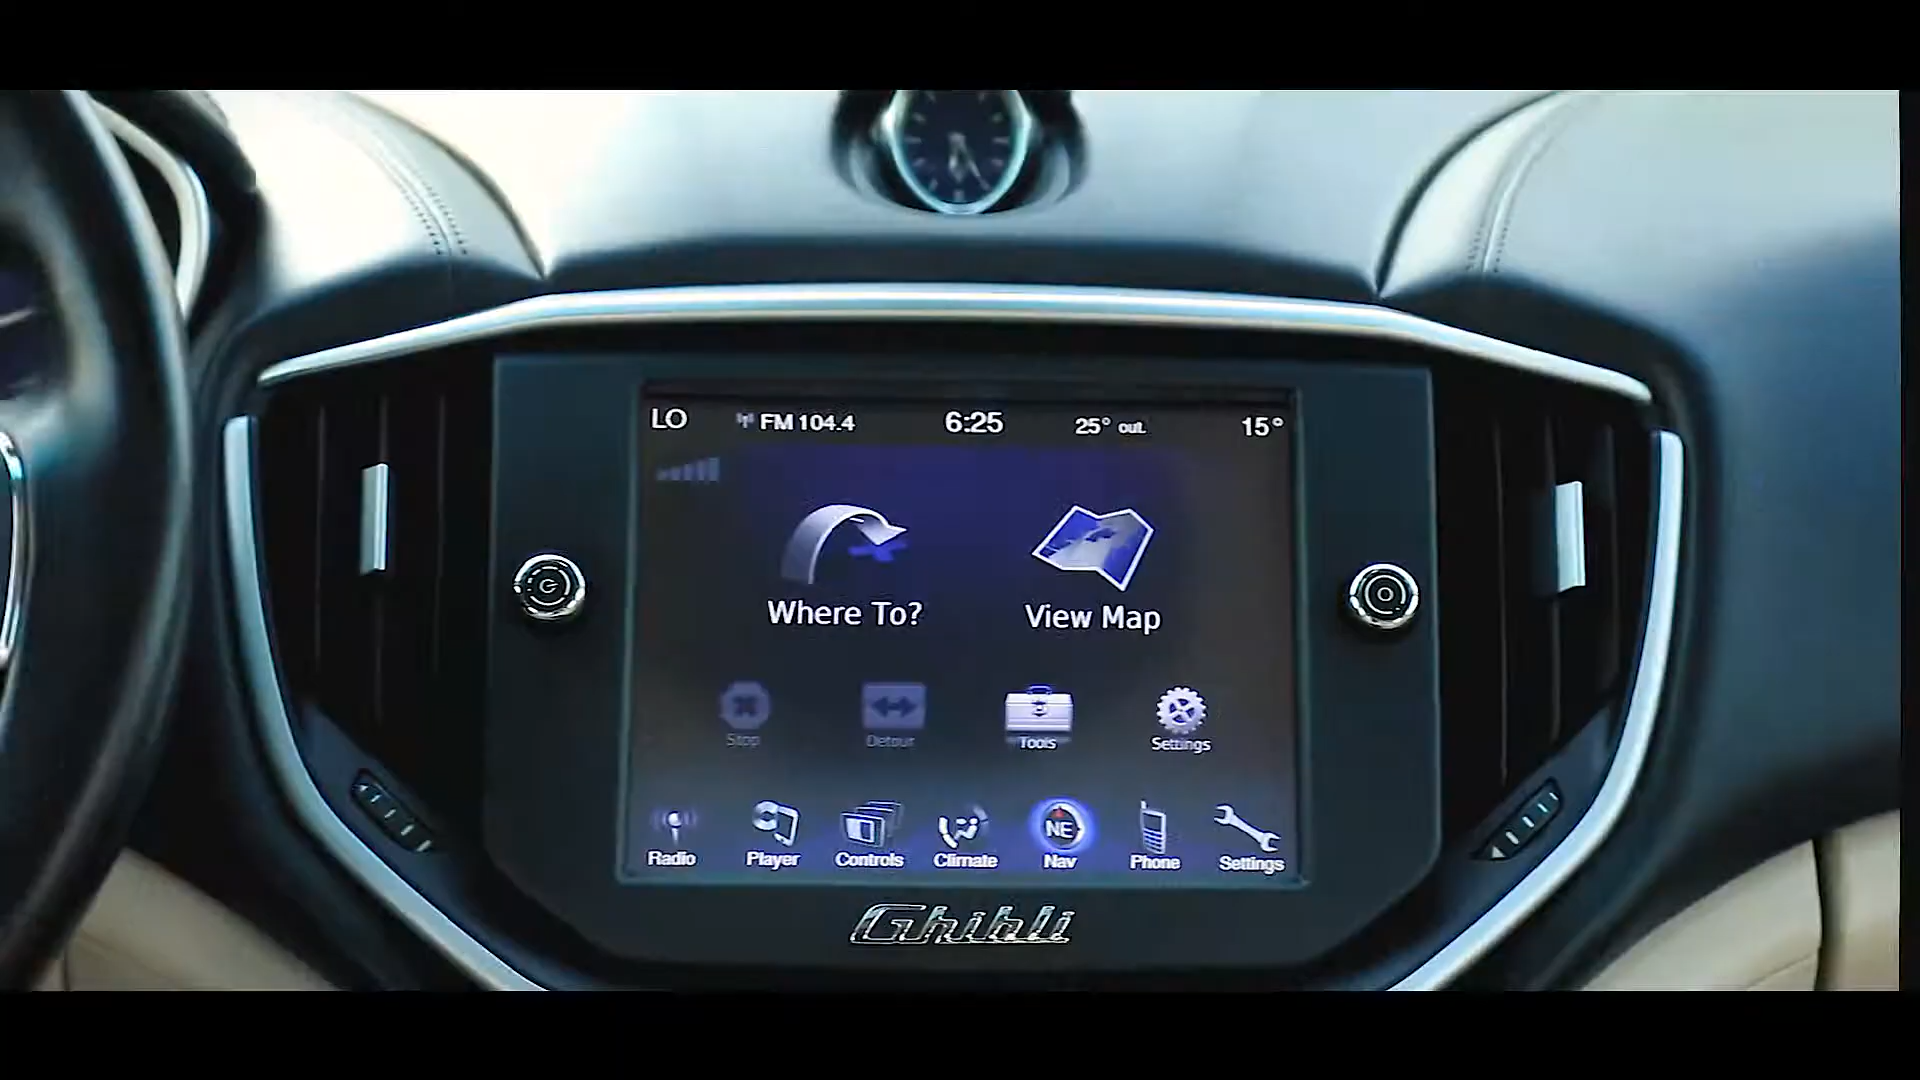 LO FM 104.4 6:25 25° out. 15°
Where To? View Map
Stop Detour Tools Settings
NE
Radio Player Controls Climate Nav Phone Settings
Ghibli